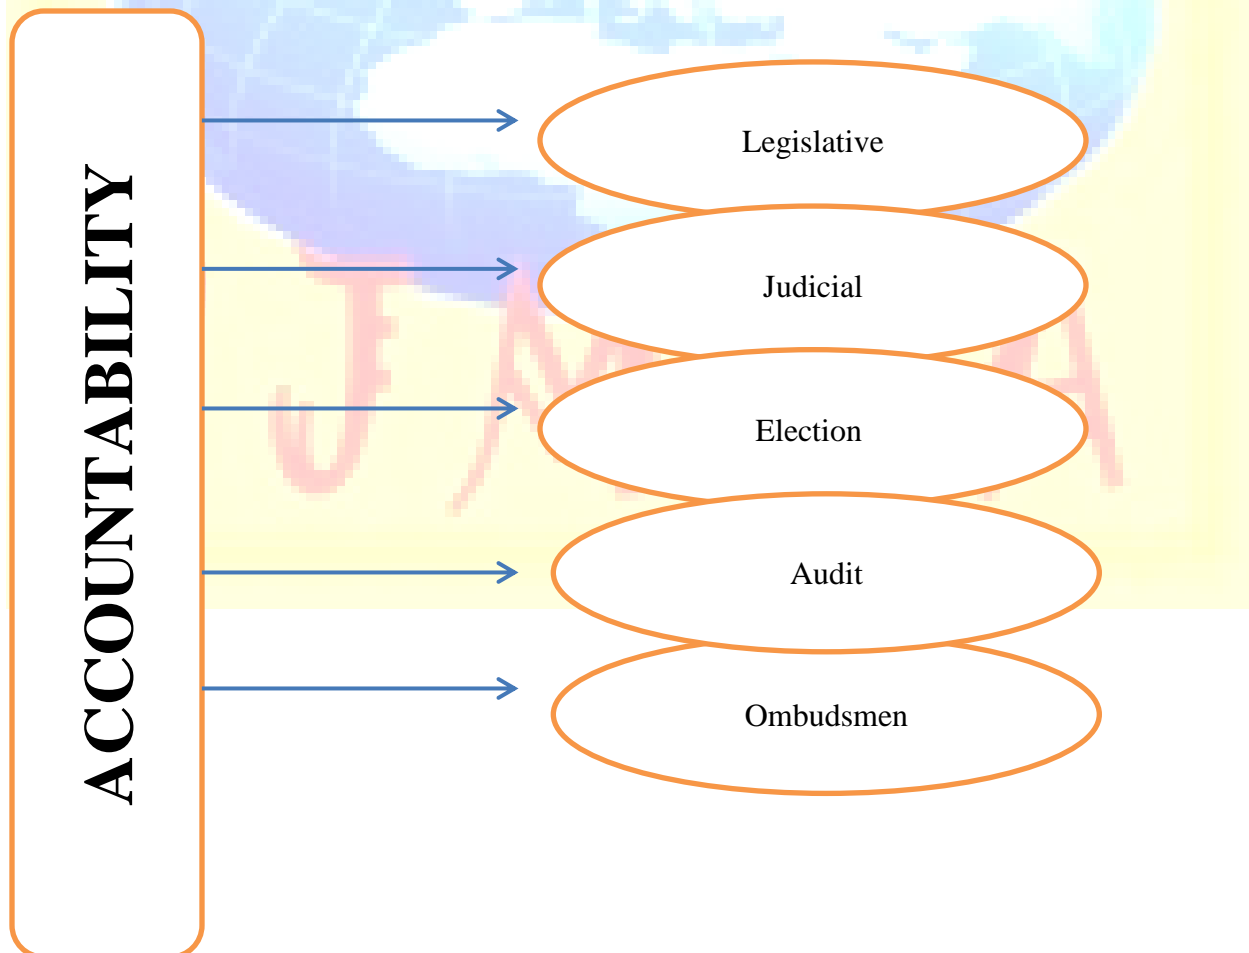 ACCOUNTABILITY
Legislative
Judicial
Election
Audit
Ombudsmen